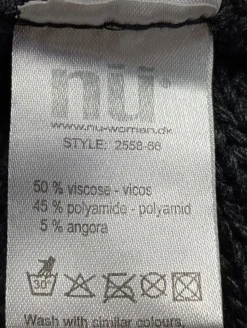 nü®
www.nu-woman.dk
STYLE: 2558-66
50 % viscose - vicos
45 % polyamide - polyamid
5 % angora
30°
Wash with similar colours.